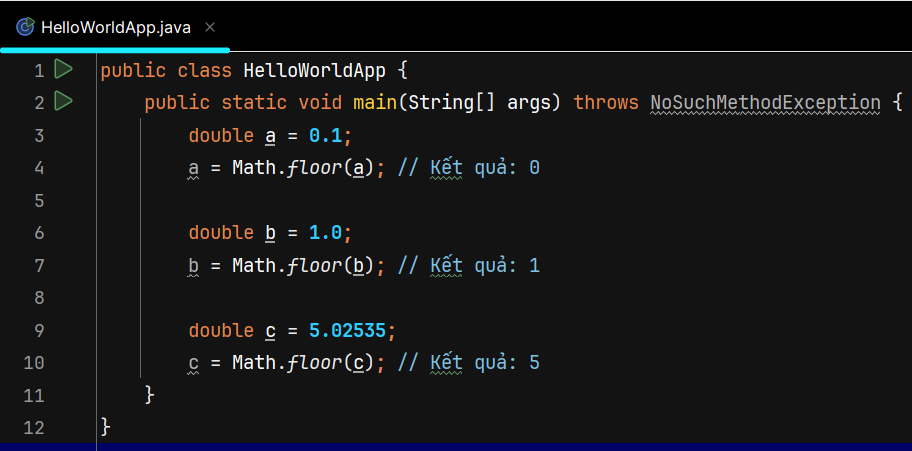 HelloWorldApp.java
1 public class HelloWorldApp {
2 public static void main(String[] args) throws NoSuchMethodException {
3 double a = 0.1;
4 a = Math.floor(a); // Kết quả: 0
5
6 double b = 1.0;
7 b = Math.floor(b); // Kết quả: 1
8
9 double c = 5.02535;
10 c = Math.floor(c); // Kết quả: 5
11 }
12 }